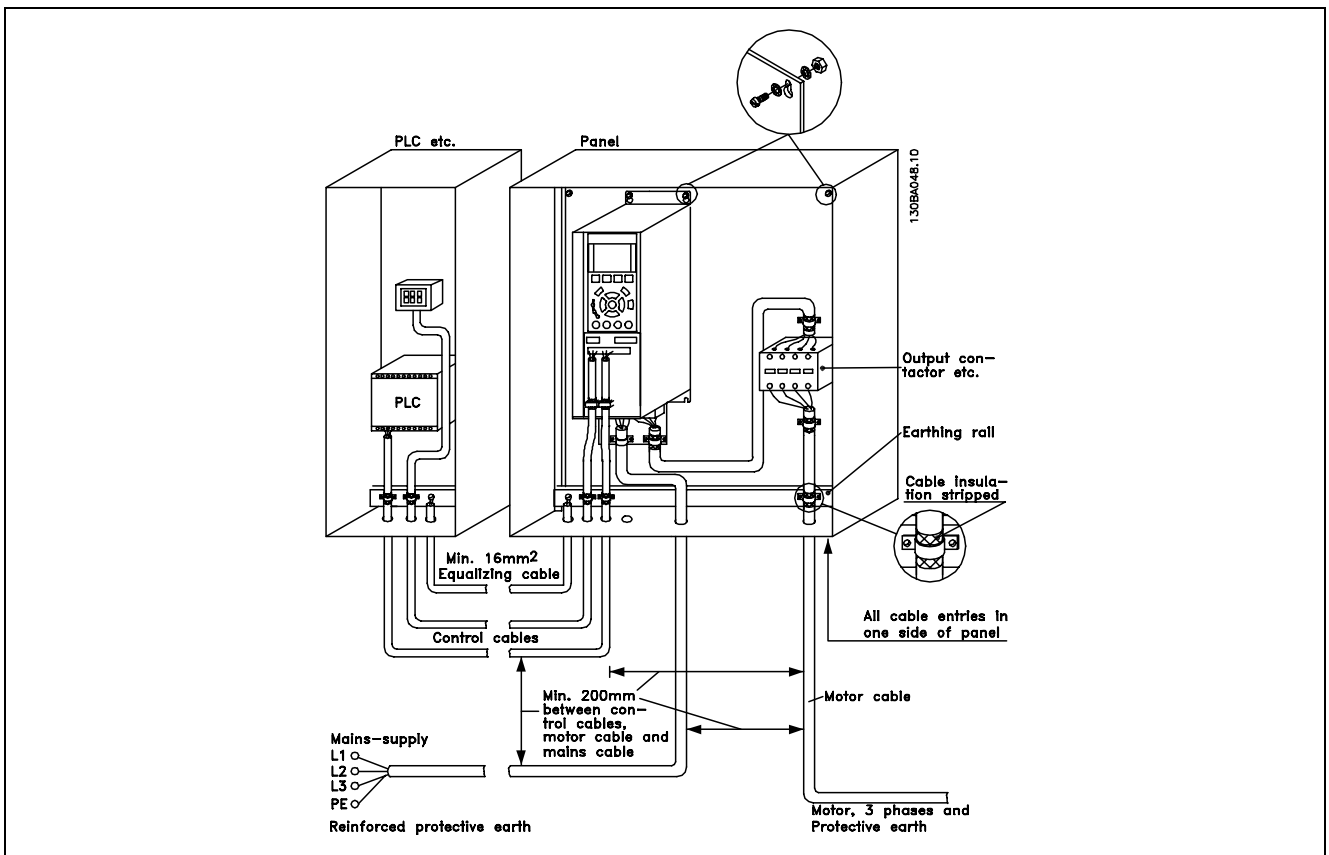 PLC etc.
Panel
130BA048.10
PLC
Output con-
tactor etc.
Earthing rail
Cable insula-
tion stripped
Min. 16mm2
Equalizing cable
All cable entries in
one side of panel
Control cables
Min. 200mm
between con-
trol cables,
motor cable and
mains cable
Motor cable
Mains-supply
L1
L2
L3
PE
Reinforced protective earth
Motor, 3 phases and
Protective earth